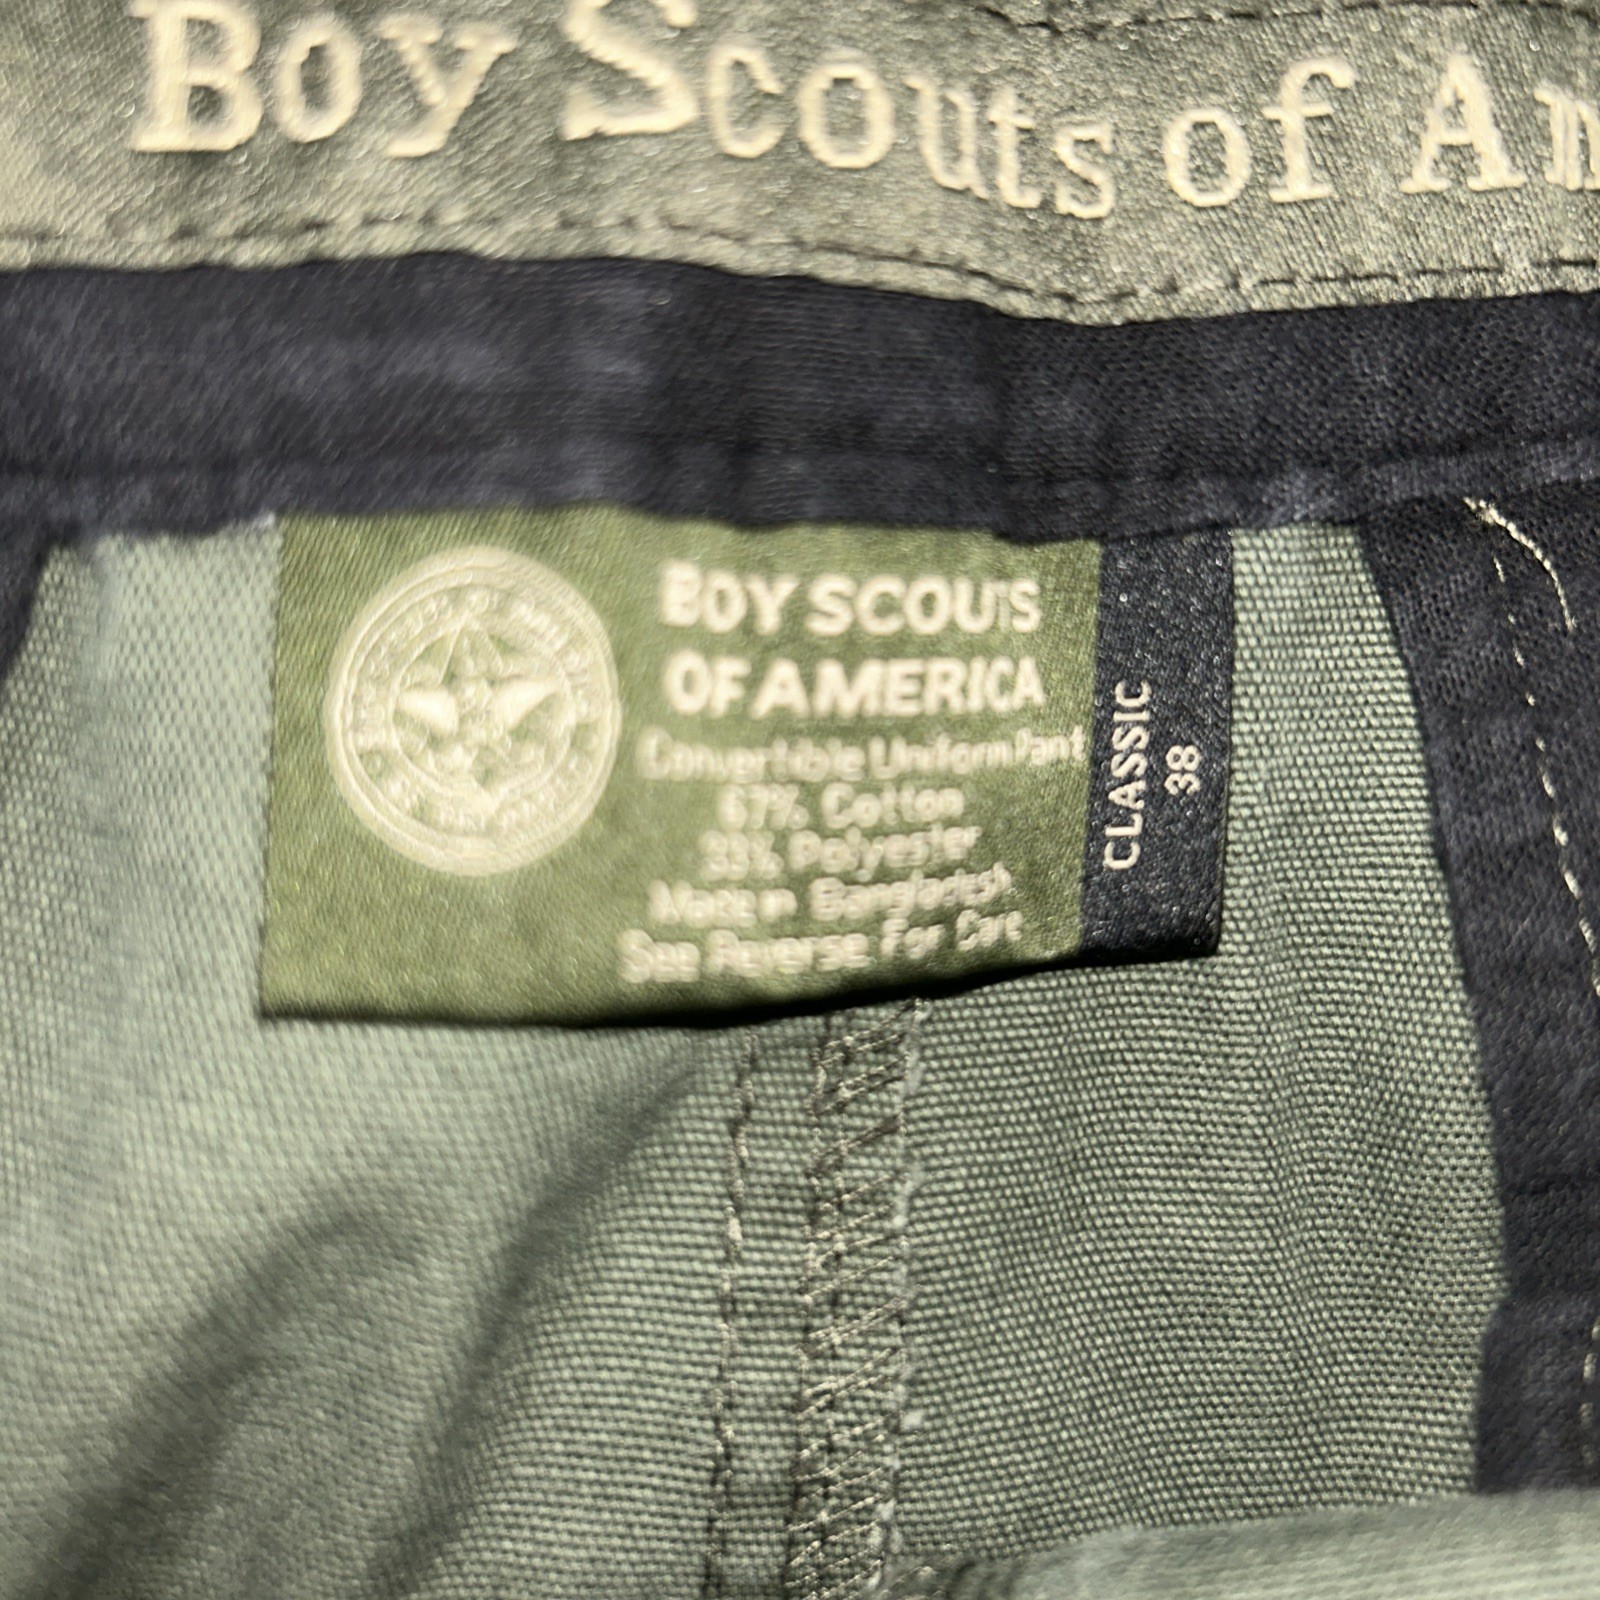 Boy Scouts of Am
BOY SCOUTS
OF AMERICA
Convertible Uniform Pant
67% Cotton
33% Polyester
Made in Bangladesh
See Reverse For Care
CLASSIC
38